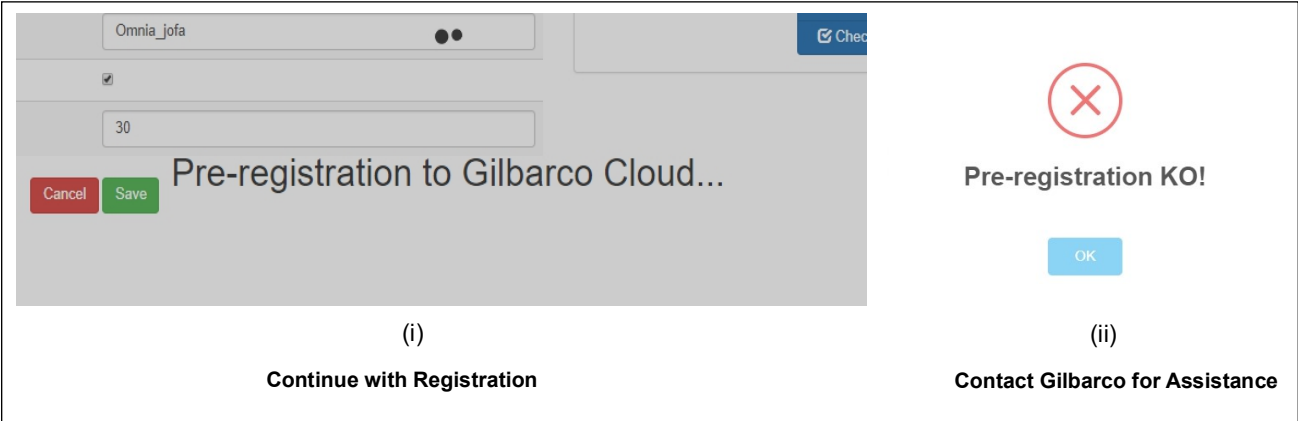 Omnia_jofa
Chec
30
Pre-registration to Gilbarco Cloud...
Cancel
Save
Pre-registration KO!
OK
(i)
(ii)
Continue with Registration
Contact Gilbarco for Assistance